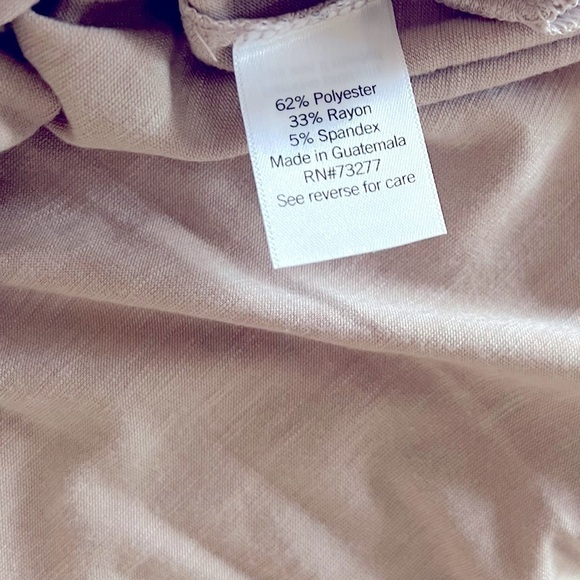 62% Polyester
33% Rayon
5% Spandex
Made in Guatemala
RN#73277
See reverse for care